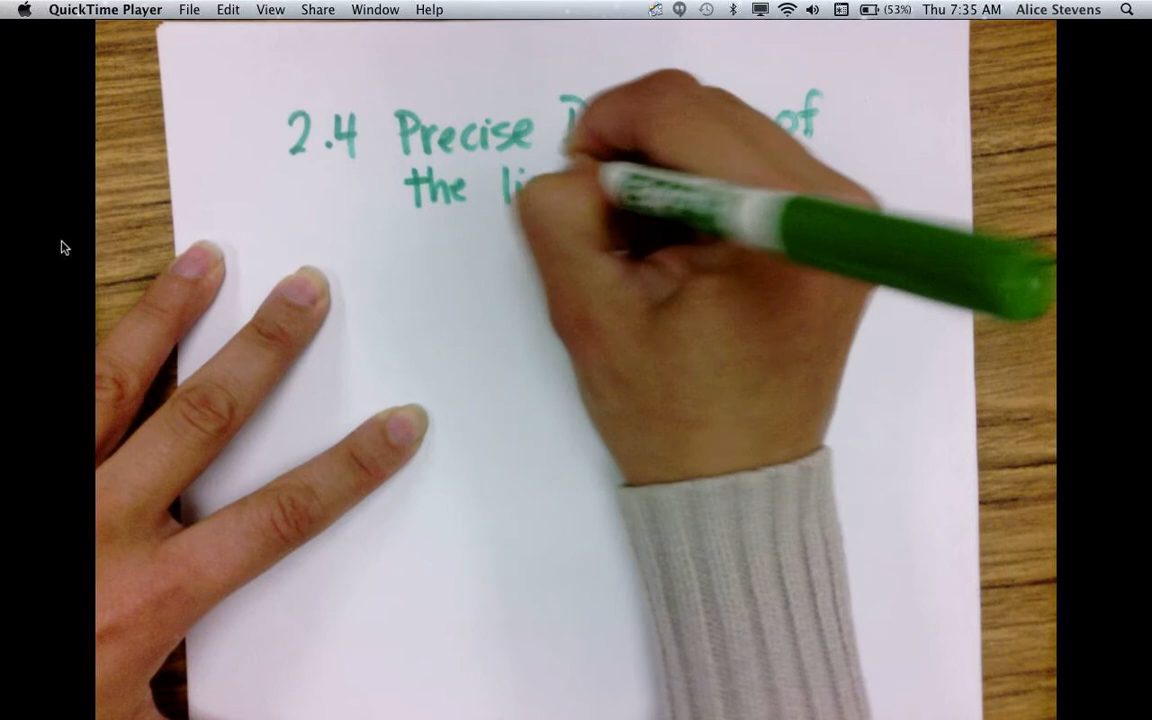 QuickTime Player File Edit View Share Window Help (53%) Thu 7:35 AM Alice Stevens
2.4 Precise of
the